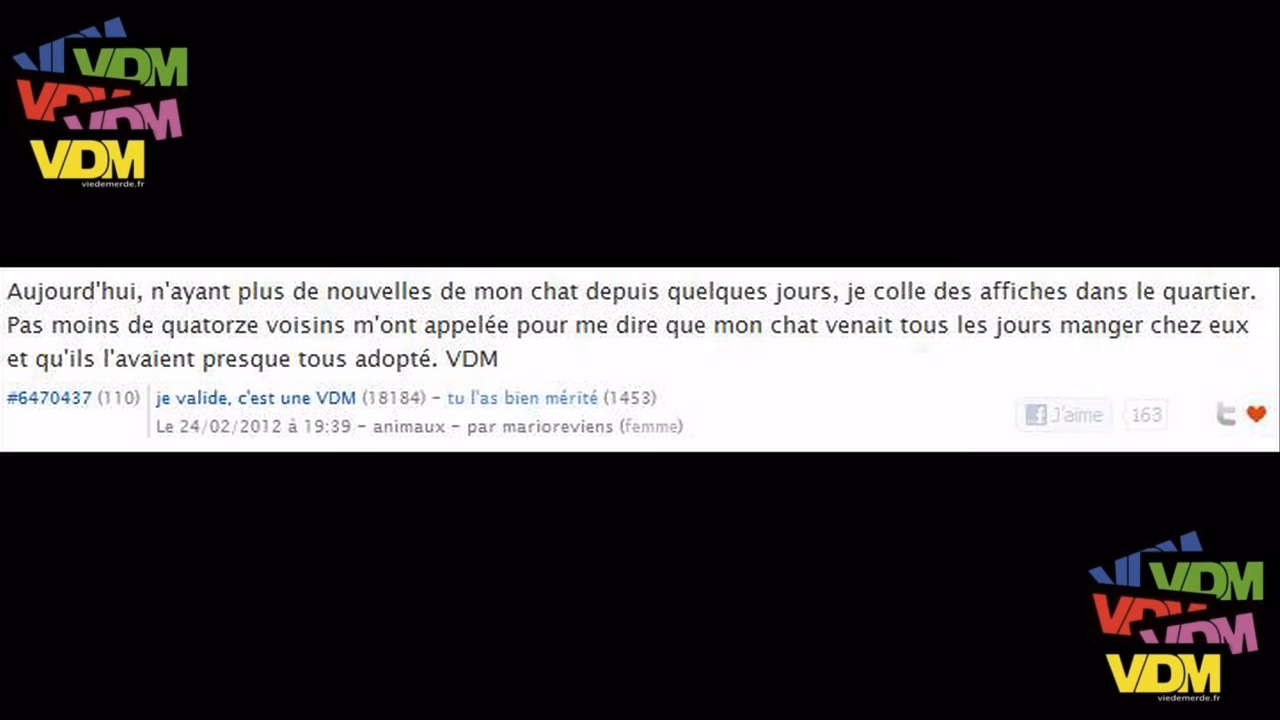 VDM
VDM
VDM
VDM
viedemerde.fr
Aujourd'hui, n'ayant plus de nouvelles de mon chat depuis quelques jours, je colle des affiches dans le quartier.
Pas moins de quatorze voisins m'ont appelée pour me dire que mon chat venait tous les jours manger chez eux
et qu'ils l'avaient presque tous adopté. VDM
#6470437 (110) je valide, c'est une VDM (18184) - tu l'as bien mérité (1453)
Le 24/02/2012 à 19:39 - animaux - par marioreviens (femme)
J'aime 163
VDM
VDM
VDM
VDM
viedemerde.fr